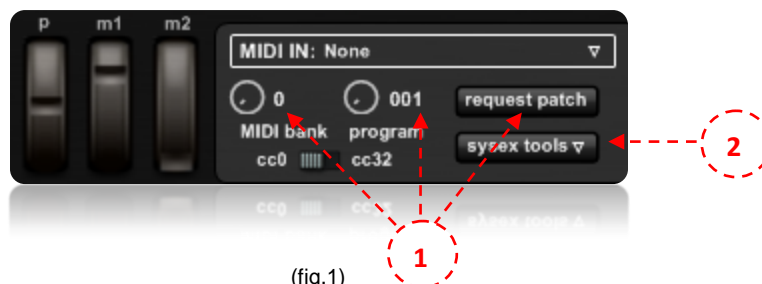 p m1 m2
MIDI IN: None
0 001 request patch
MIDI bank program
cc0 cc32 sysex tools
2
1
(fig.1)